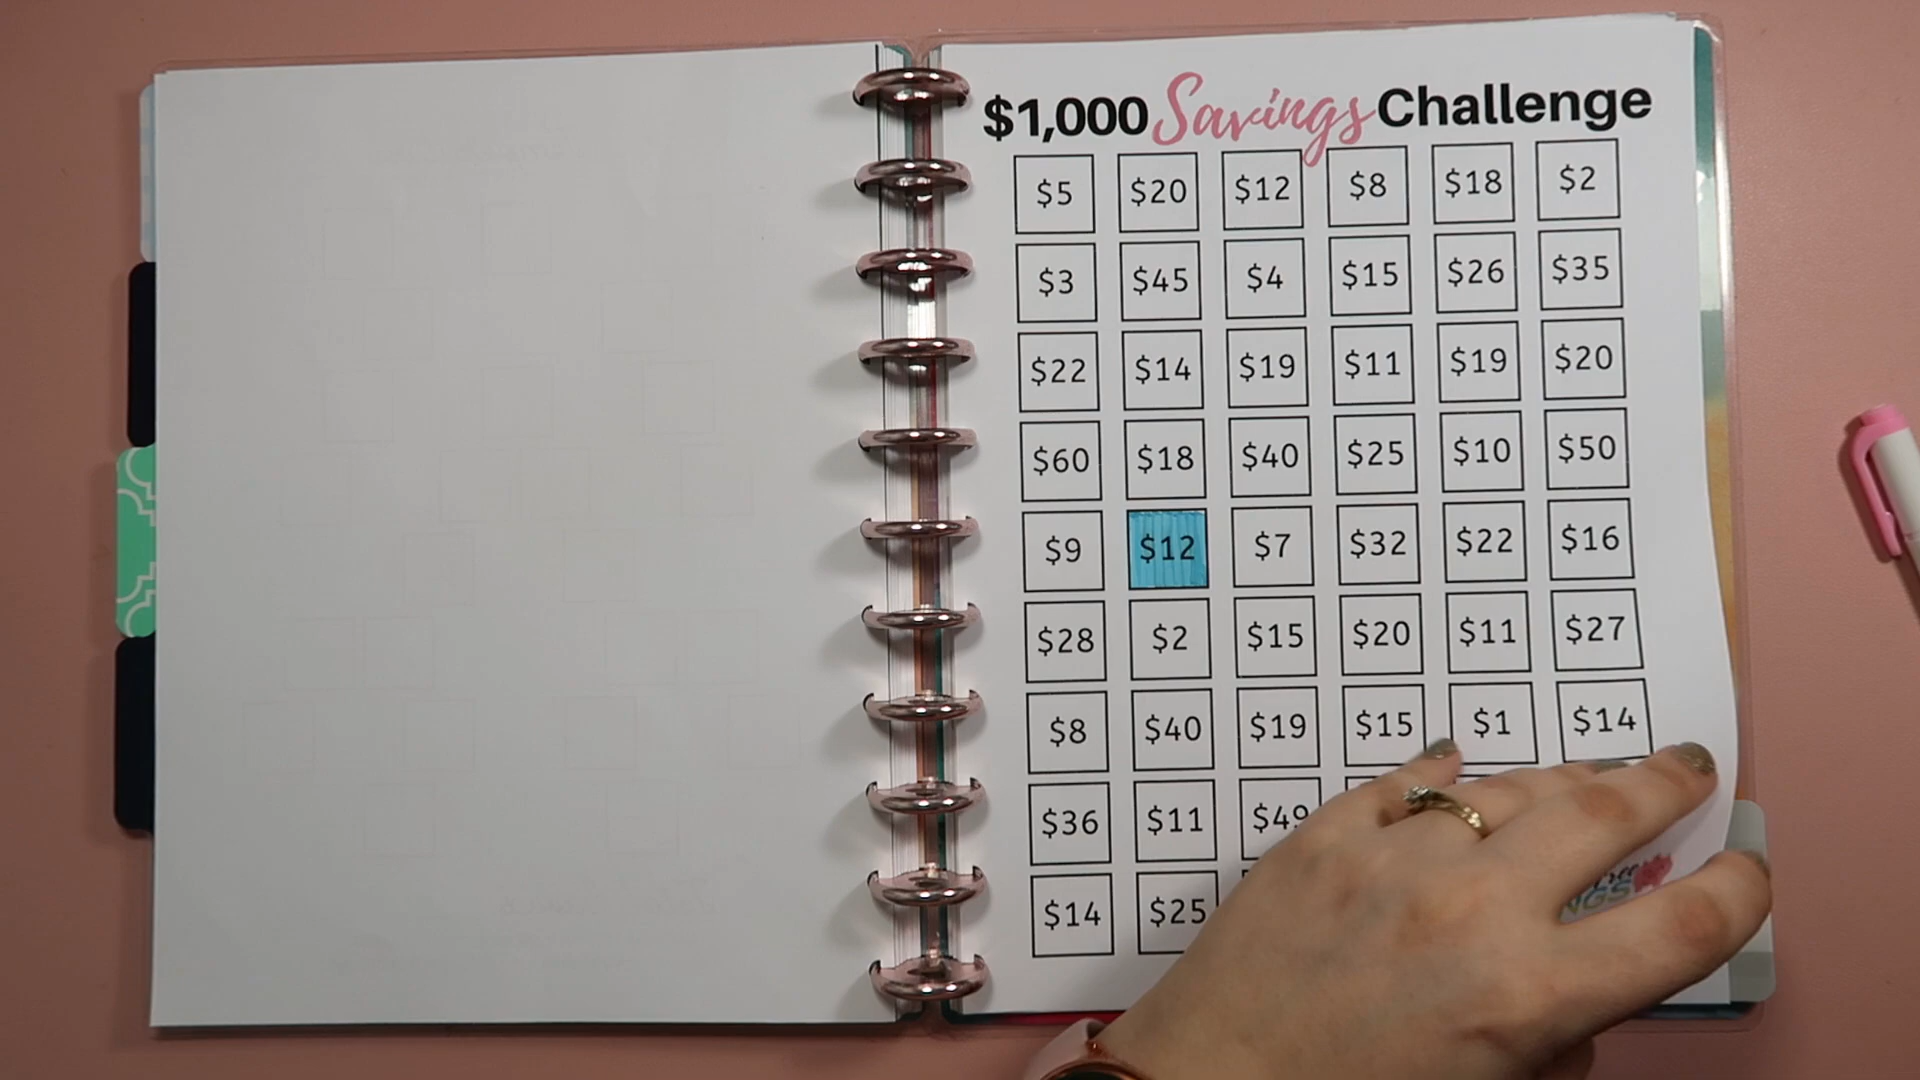 $1,000 Savings Challenge
$5 $20 $12 $8 $18 $2
$3 $45 $4 $15 $26 $35
$22 $14 $19 $11 $19 $20
$60 $18 $40 $25 $10 $50
$9 $12 $7 $32 $22 $16
$28 $2 $15 $20 $11 $27
$8 $40 $19 $15 $1 $14
$36 $11 $49
$14 $25